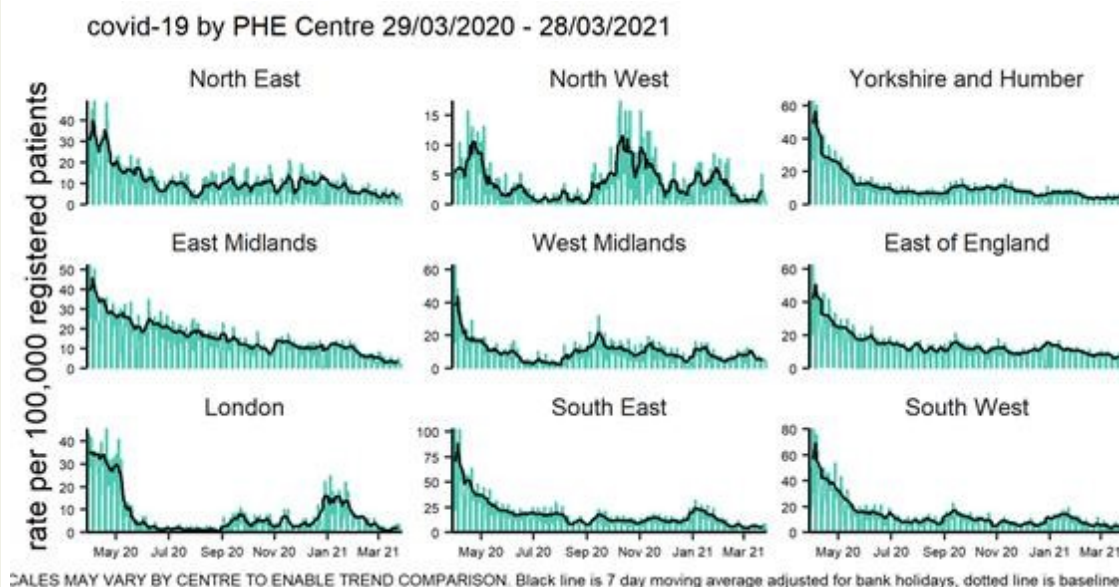 covid-19 by PHE Centre 29/03/2020 - 28/03/2021
rate per 100,000 registered patients
North East
North West
Yorkshire and Humber
40
30
20
10
0
15
10
5
0
60
40
20
0
East Midlands
West Midlands
East of England
50
40
30
20
10
0
60
40
20
0
60
40
20
0
London
South East
South West
40
30
20
10
0
100
75
50
25
0
80
60
40
20
0
May 20 Jul 20 Sep 20 Nov 20 Jan 21 Mar 21
May 20 Jul 20 Sep 20 Nov 20 Jan 21 Mar 21
May 20 Jul 20 Sep 20 Nov 20 Jan 21 Mar 21
CALES MAY VARY BY CENTRE TO ENABLE TREND COMPARISON. Black line is 7 day moving average adjusted for bank holidays, dotted line is baseline